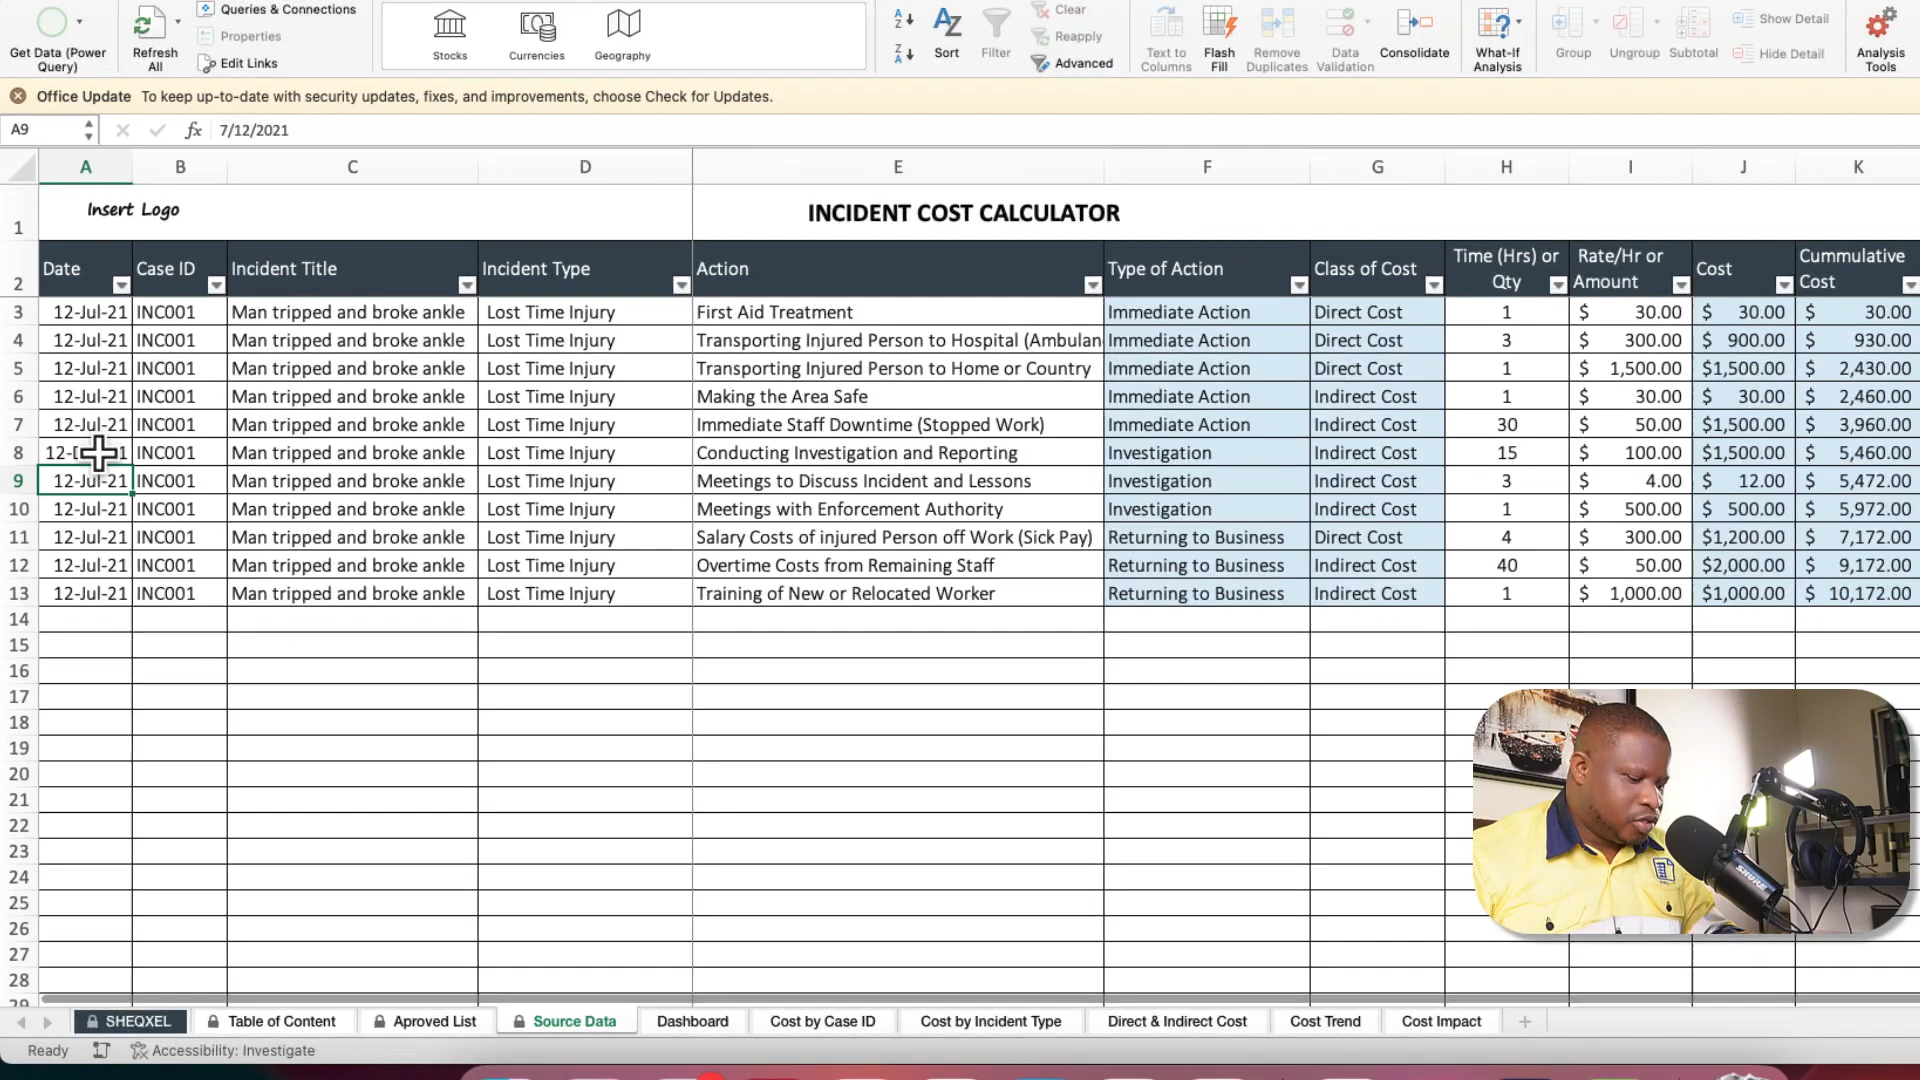 Get Data (Power Query)
Refresh All
Queries & Connections
Properties
Edit Links
Stocks
Currencies
Geography
Sort
Filter
Clear
Reapply
Advanced
Text to Columns
Flash Fill
Remove Duplicates
Data Validation
Consolidate
What-If Analysis
Group
Ungroup
Subtotal
Show Detail
Hide Detail
Analysis Tools
Office Update To keep up-to-date with security updates, fixes, and improvements, choose Check for Updates.
A9 fx 7/12/2021
A B C D E F G H I J K
1 Insert Logo INCIDENT COST CALCULATOR
2 Date Case ID Incident Title Incident Type Action Type of Action Class of Cost Time (Hrs) or Qty Rate/Hr or Amount Cost Cummulative Cost
3 12-Jul-21 INC001 Man tripped and broke ankle Lost Time Injury First Aid Treatment Immediate Action Direct Cost 1 $ 30.00 $ 30.00 $ 30.00
4 12-Jul-21 INC001 Man tripped and broke ankle Lost Time Injury Transporting Injured Person to Hospital (Ambulan Immediate Action Direct Cost 3 $ 300.00 $ 900.00 $ 930.00
5 12-Jul-21 INC001 Man tripped and broke ankle Lost Time Injury Transporting Injured Person to Home or Country Immediate Action Direct Cost 1 $ 1,500.00 $1,500.00 $ 2,430.00
6 12-Jul-21 INC001 Man tripped and broke ankle Lost Time Injury Making the Area Safe Immediate Action Indirect Cost 1 $ 30.00 $ 30.00 $ 2,460.00
7 12-Jul-21 INC001 Man tripped and broke ankle Lost Time Injury Immediate Staff Downtime (Stopped Work) Immediate Action Indirect Cost 30 $ 50.00 $1,500.00 $ 3,960.00
8 INC001 Man tripped and broke ankle Lost Time Injury Conducting Investigation and Reporting Investigation Indirect Cost 15 $ 100.00 $1,500.00 $ 5,460.00
9 12-Jul-21 INC001 Man tripped and broke ankle Lost Time Injury Meetings to Discuss Incident and Lessons Investigation Indirect Cost 3 $ 4.00 $ 12.00 $ 5,472.00
10 12-Jul-21 INC001 Man tripped and broke ankle Lost Time Injury Meetings with Enforcement Authority Investigation Indirect Cost 1 $ 500.00 $ 500.00 $ 5,972.00
11 12-Jul-21 INC001 Man tripped and broke ankle Lost Time Injury Salary Costs of injured Person off Work (Sick Pay) Returning to Business Direct Cost 4 $ 300.00 $1,200.00 $ 7,172.00
12 12-Jul-21 INC001 Man tripped and broke ankle Lost Time Injury Overtime Costs from Remaining Staff Returning to Business Indirect Cost 40 $ 50.00 $2,000.00 $ 9,172.00
13 12-Jul-21 INC001 Man tripped and broke ankle Lost Time Injury Training of New or Relocated Worker Returning to Business Indirect Cost 1 $ 1,000.00 $1,000.00 $ 10,172.00
14
15
16
17
18
19
20
21
22
23
24
25
26
27
28
29
SHURE
SHEQXEL Table of Content Aproved List Source Data Dashboard Cost by Case ID Cost by Incident Type Direct & Indirect Cost Cost Trend Cost Impact +
Ready Accessibility: Investigate